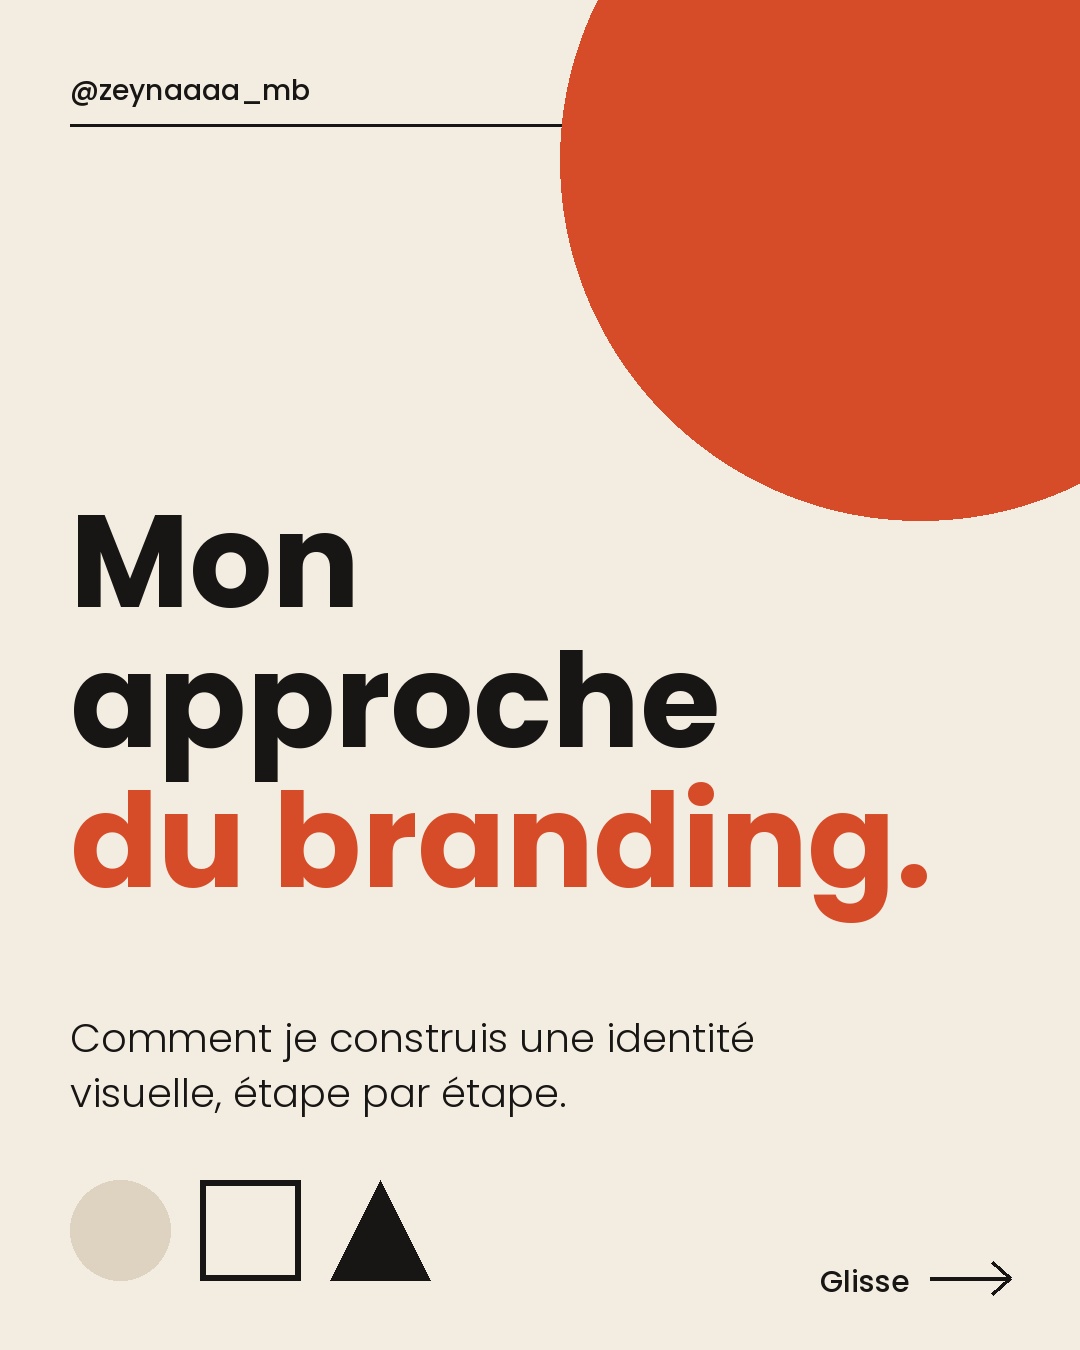 @zeynaaaa_mb
Mon
approche
du branding.
Comment je construis une identité
visuelle, étape par étape.
Glisse